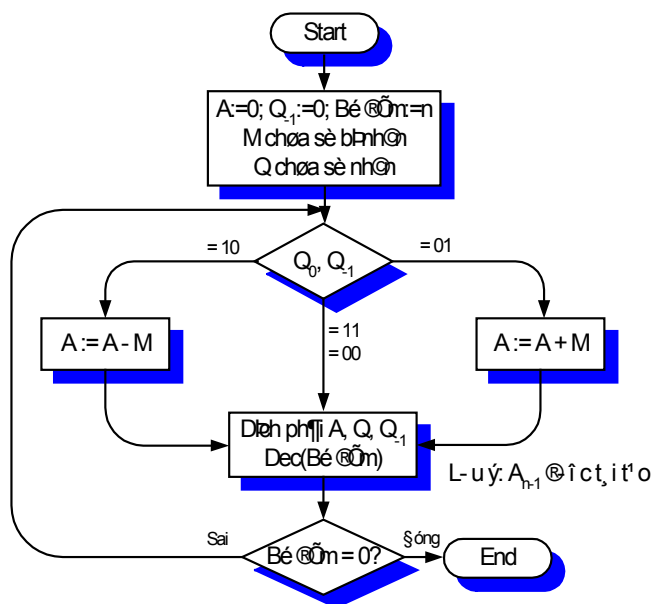 Start
A:=0; Q₋₁:=0; Bé ®Õm:=n
M chøa sè bÞ nh©n
Q chøa sè nh©n
= 10
Q₀, Q₋₁
= 01
A := A - M
= 11
= 00
A := A + M
DÞch ph¶i A, Q, Q₋₁
Dec(Bé ®Õm)
L-u ý: Aₙ₋₁ ®-îc t¸i t¹o
Sai
Bé ®Õm = 0?
§óng
End